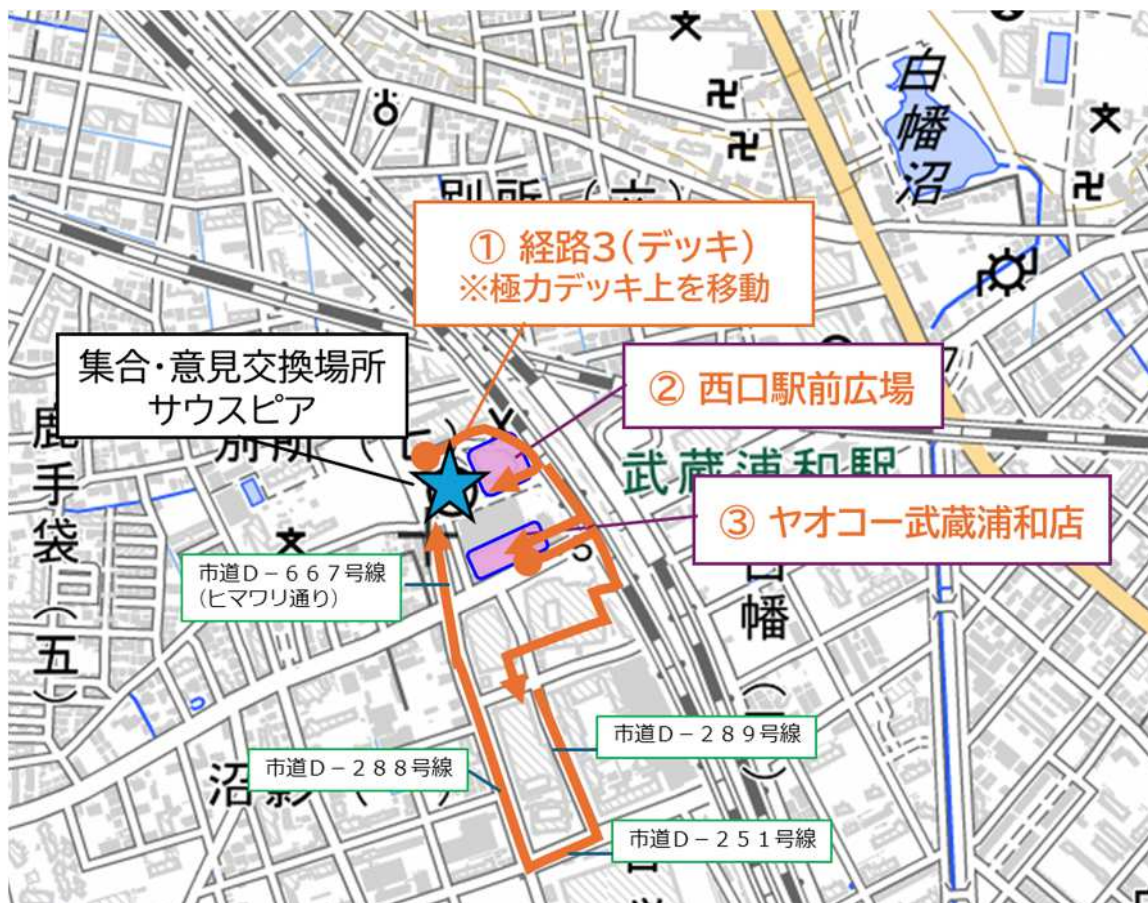 白幡沼
① 経路3(デッキ)
※極力デッキ上を移動
集合・意見交換場所
サウスピア
② 西口駅前広場
武蔵浦和駅
③ ヤオコー武蔵浦和店
鹿手袋(五)
市道D-667号線
(ヒマワリ通り)
白幡
市道D-289号線
市道D-288号線
市道D-251号線